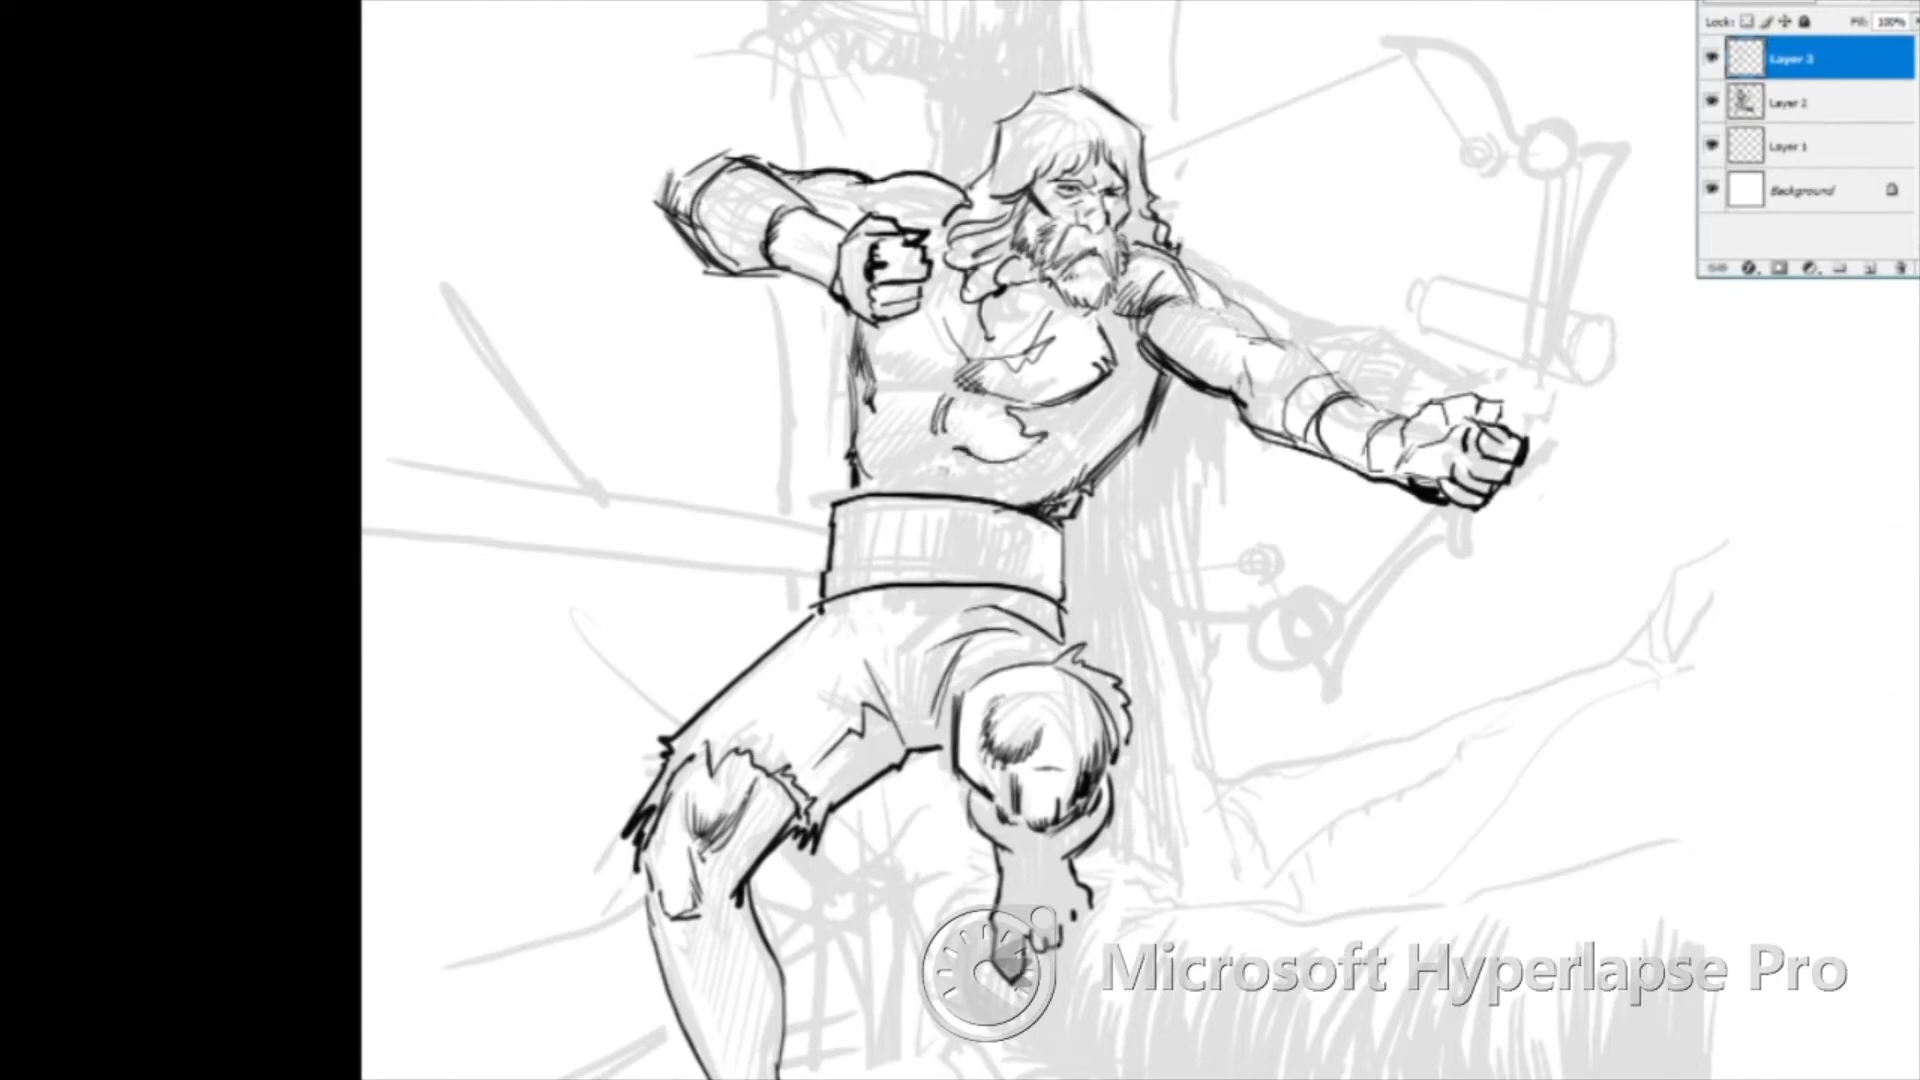 Lock: Fill: 100%
Layer 3
Layer 2
Layer 1
Background
Microsoft Hyperlapse Pro